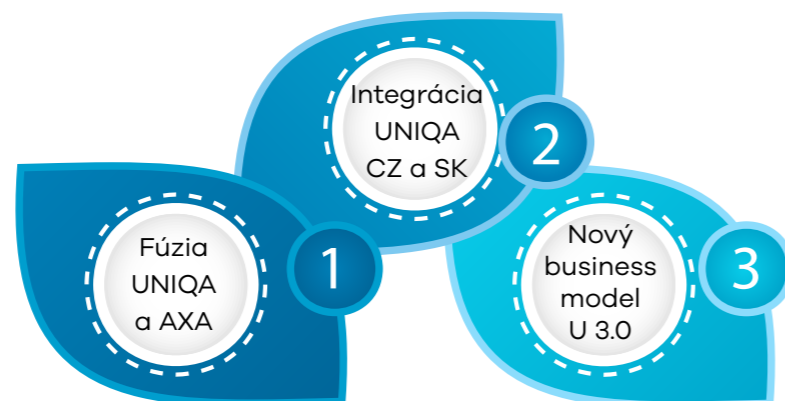 Fúzia
UNIQA
a AXA
1
Integrácia
UNIQA
CZ a SK
2
Nový
business
model
U 3.0
3